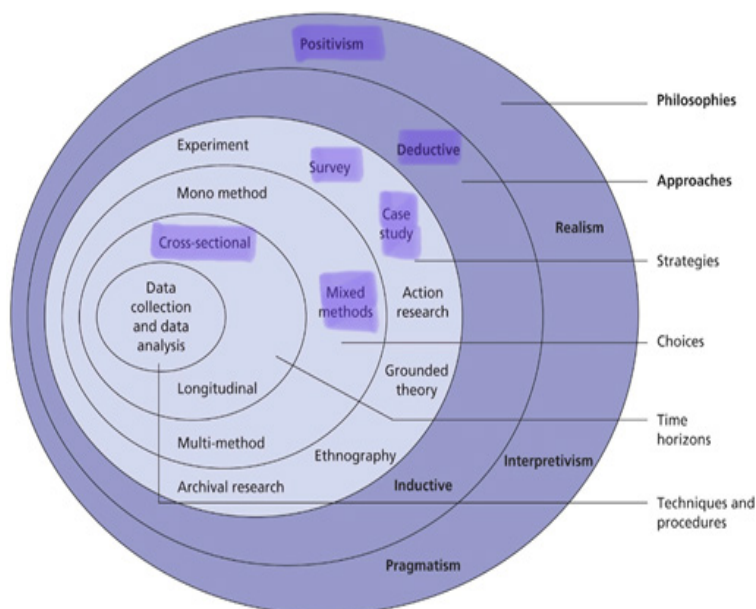 Positivism
Philosophies
Deductive
Experiment
Survey
Approaches
Mono method
Case
study
Realism
Cross-sectional
Strategies
Data
collection
and data
analysis
Mixed
methods
Action
research
Choices
Grounded
theory
Longitudinal
Time
horizons
Multi-method
Ethnography
Interpretivism
Archival research
Inductive
Techniques and
procedures
Pragmatism